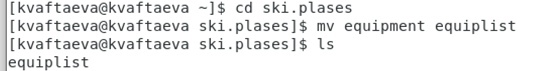 [kvaftaeva@kvaftaeva ~]$ cd ski.plases
[kvaftaeva@kvaftaeva ski.plases]$ mv equipment equiplist
[kvaftaeva@kvaftaeva ski.plases]$ ls
equiplist